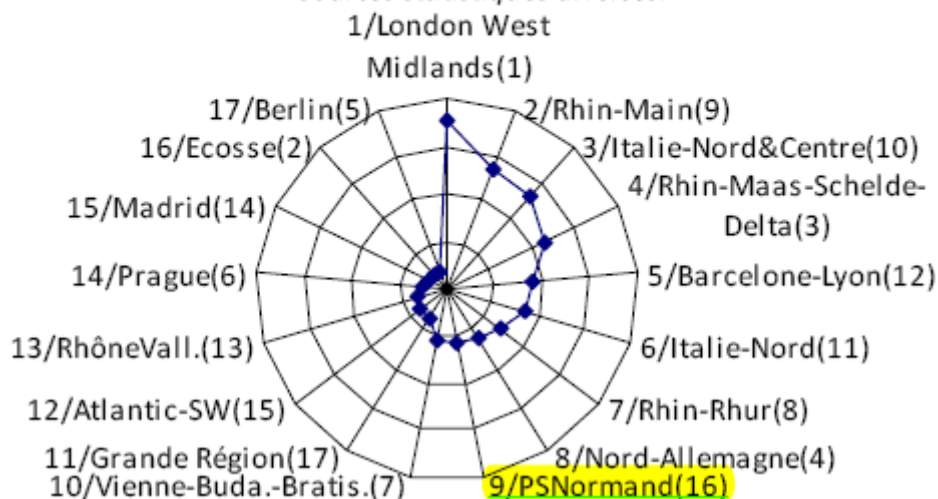 1/London West
Midlands(1)
2/Rhin-Main(9)
3/Italie-Nord&Centre(10)
4/Rhin-Maas-Schelde-
Delta(3)
5/Barcelone-Lyon(12)
6/Italie-Nord(11)
7/Rhin-Rhur(8)
8/Nord-Allemagne(4)
9/PSNormand(16)
10/Vienne-Buda.-Bratis.(7)
11/Grande Région(17)
12/Atlantic-SW(15)
13/RhôneVall.(13)
14/Prague(6)
15/Madrid(14)
16/Ecosse(2)
17/Berlin(5)